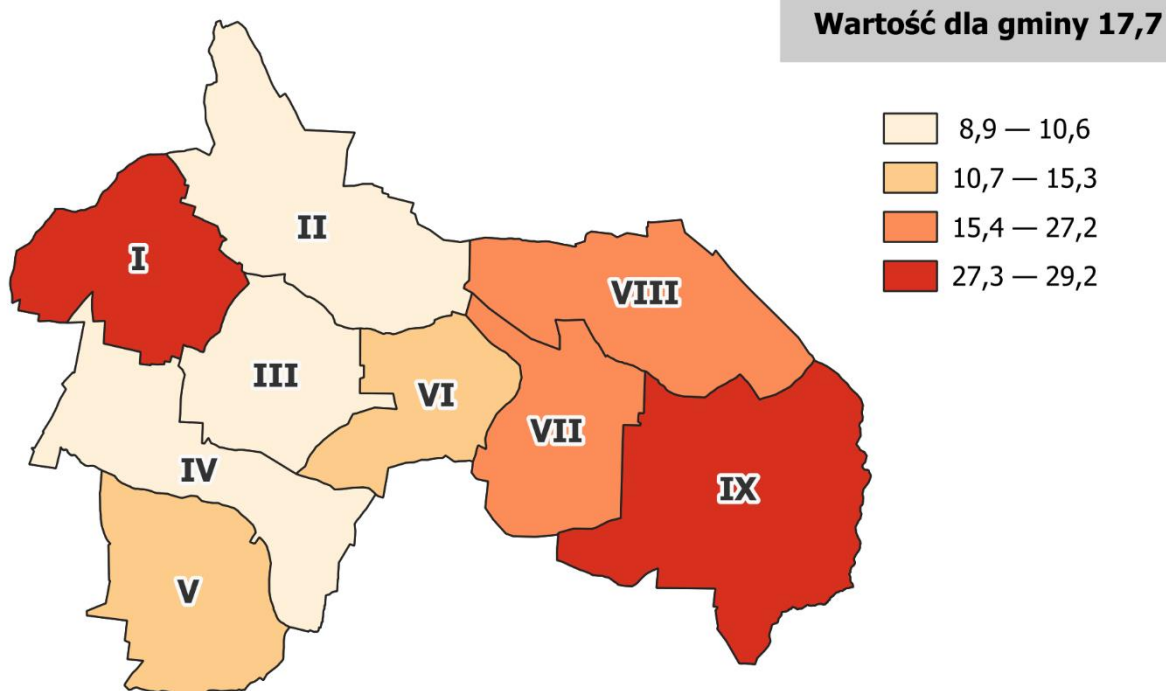 Wartość dla gminy 17,7
8,9 — 10,6
10,7 — 15,3
15,4 — 27,2
27,3 — 29,2
I
II
III
IV
V
VI
VII
VIII
IX